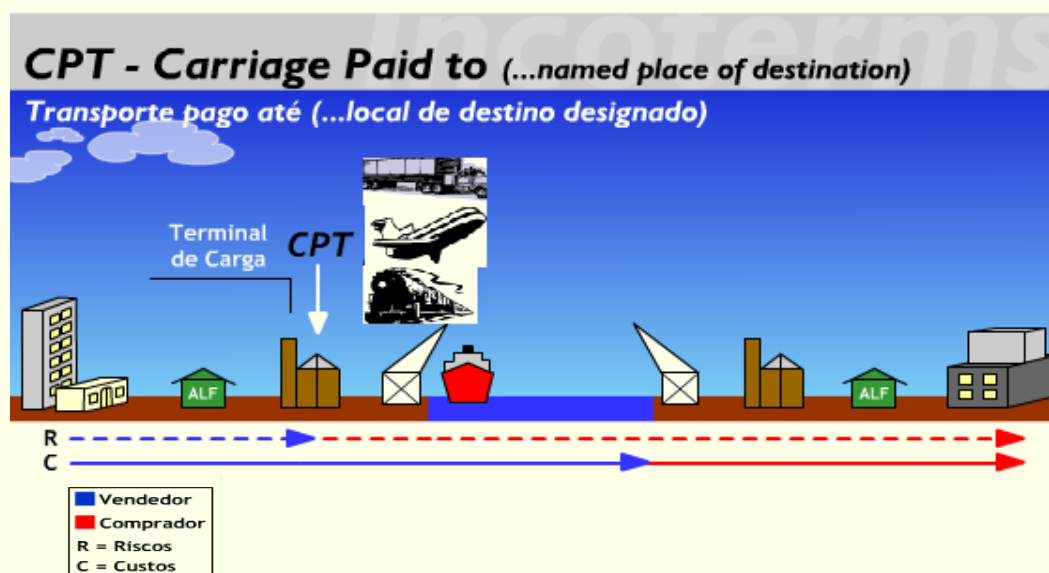 Incoterms
CPT - Carriage Paid to (...named place of destination)
Transporte pago até (...local de destino designado)
Terminal
de Carga
CPT
ALF
ALF
R
C
Vendedor
Comprador
R = Riscos
C = Custos